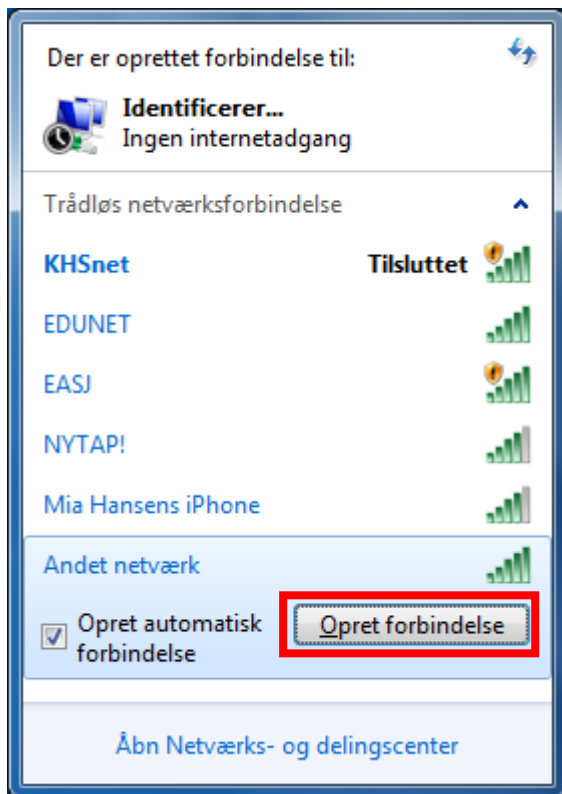 Der er oprettet forbindelse til:
Identificerer...
Ingen internetadgang
Trådløs netværksforbindelse
KHSnet Tilsluttet
EDUNET
EASJ
NYTAP!
Mia Hansens iPhone
Andet netværk
Opret automatisk
forbindelse
Opret forbindelse
Åbn Netværks- og delingscenter